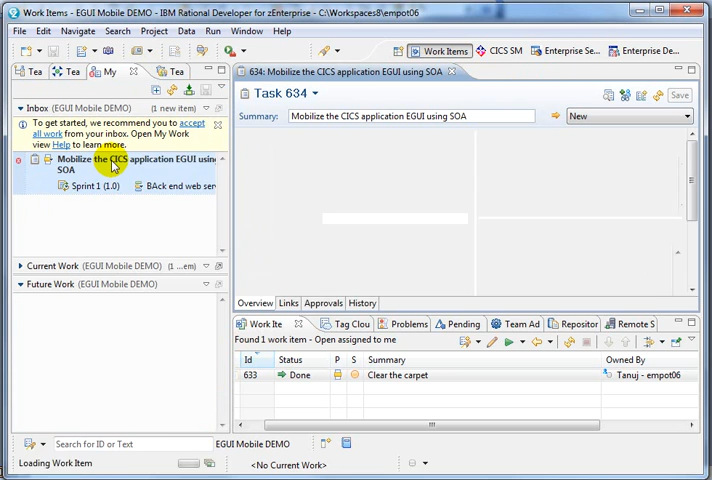 Work Items - EGUI Mobile DEMO - IBM Rational Developer for zEnterprise - C:\Workspaces8\empot06
File Edit Navigate Search Project Data Run Window Help
Work Items CICS SM Enterprise Se... Enterprise De...
Tea Tea My Tea
Inbox (EGUI Mobile DEMO) (1 new item)
To get started, we recommend you to accept
all work from your inbox. Open My Work
view Help to learn more.
Mobilize the CICS application EGUI using
SOA
Sprint 1 (1.0) BAck end web ser
Current Work (EGUI Mobile DEMO) (1 ...em)
Future Work (EGUI Mobile DEMO)
634: Mobilize the CICS application EGUI using SOA
Task 634
Save
Summary: Mobilize the CICS application EGUI using SOA New
Overview Links Approvals History
Work Ite Tag Clou Problems Pending Team Ad Repositor Remote S
Found 1 work item - Open assigned to me
Id Status P S Summary Owned By
633 Done Clear the carpet Tanuj - empot06
Search for ID or Text EGUI Mobile DEMO
Loading Work Item <No Current Work>